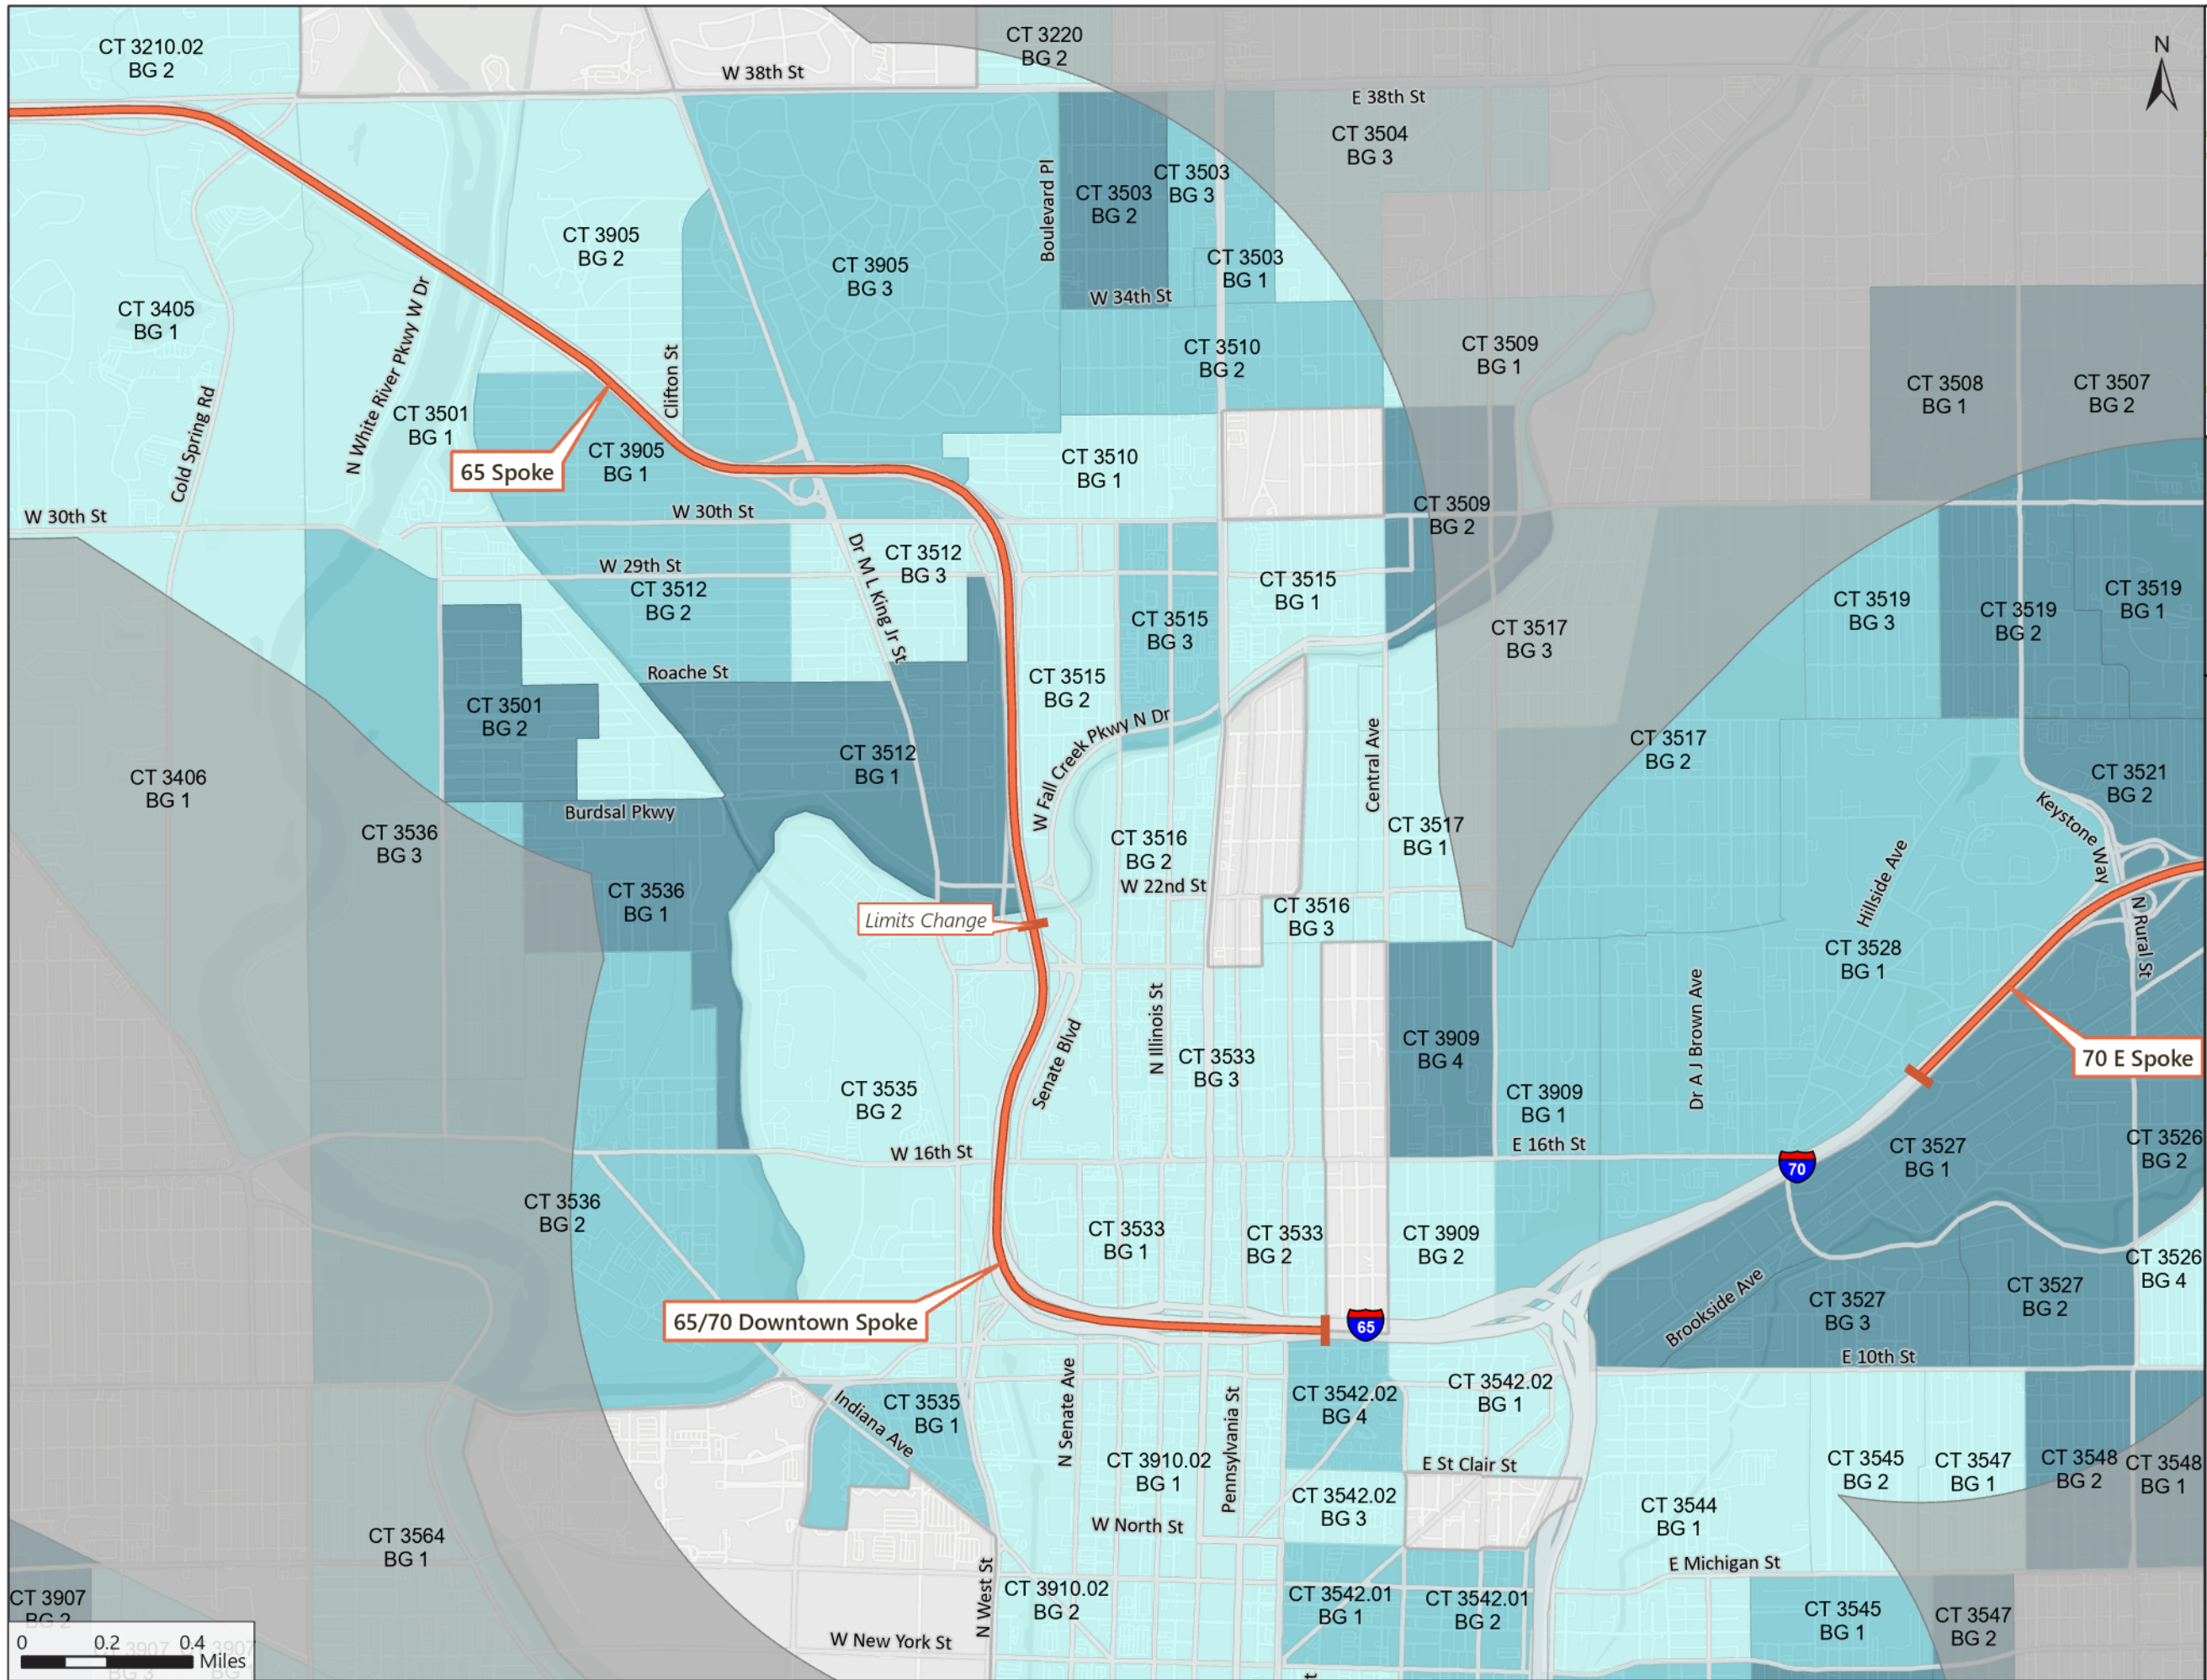 CT 3210.02
BG 2
W 38th St
CT 3220
BG 2
N
E 38th St
CT 3504
BG 3
Boulevard Pl
CT 3503
BG 2
CT 3503
BG 3
CT 3905
BG 2
CT 3905
BG 3
CT 3503
BG 1
W 34th St
CT 3405
BG 1
N White River Pkwy W Dr
Clifton St
CT 3510
BG 2
CT 3509
BG 1
CT 3508
BG 1
CT 3507
BG 2
Cold Spring Rd
CT 3501
BG 1
65 Spoke
CT 3905
BG 1
CT 3510
BG 1
W 30th St
W 30th St
CT 3509
BG 2
W 29th St
CT 3512
BG 2
Dr M L King Jr St
CT 3512
BG 3
CT 3515
BG 1
CT 3515
BG 3
CT 3517
BG 3
CT 3519
BG 3
CT 3519
BG 2
CT 3519
BG 1
Roache St
CT 3515
BG 2
CT 3501
BG 2
W Fall Creek Pkwy N Dr
Central Ave
CT 3512
BG 1
CT 3517
BG 2
CT 3406
BG 1
CT 3521
BG 2
Keystone Way
Burdsal Pkwy
CT 3536
BG 3
CT 3516
BG 2
CT 3517
BG 1
Hillside Ave
W 22nd St
CT 3536
BG 1
Limits Change
CT 3516
BG 3
CT 3528
BG 1
N Rural St
Senate Blvd
N Illinois St
Dr A J Brown Ave
CT 3533
BG 3
CT 3909
BG 4
70 E Spoke
CT 3535
BG 2
CT 3909
BG 1
W 16th St
E 16th St
70
CT 3527
BG 1
CT 3526
BG 2
CT 3536
BG 2
CT 3533
BG 1
CT 3533
BG 2
CT 3909
BG 2
CT 3526
BG 4
65/70 Downtown Spoke
65
Brookside Ave
CT 3527
BG 3
CT 3527
BG 2
E 10th St
Indiana Ave
CT 3535
BG 1
N Senate Ave
Pennsylvania St
CT 3542.02
BG 4
CT 3542.02
BG 1
CT 3910.02
BG 1
E St Clair St
CT 3545
BG 2
CT 3547
BG 1
CT 3548
BG 2
CT 3548
BG 1
CT 3542.02
BG 3
CT 3544
BG 1
W North St
CT 3564
BG 1
E Michigan St
N West St
CT 3910.02
BG 2
CT 3542.01
BG 1
CT 3542.01
BG 2
CT 3545
BG 1
CT 3547
BG 2
CT 3907
BG 2
W New York St
0 0.2 0.4
Miles